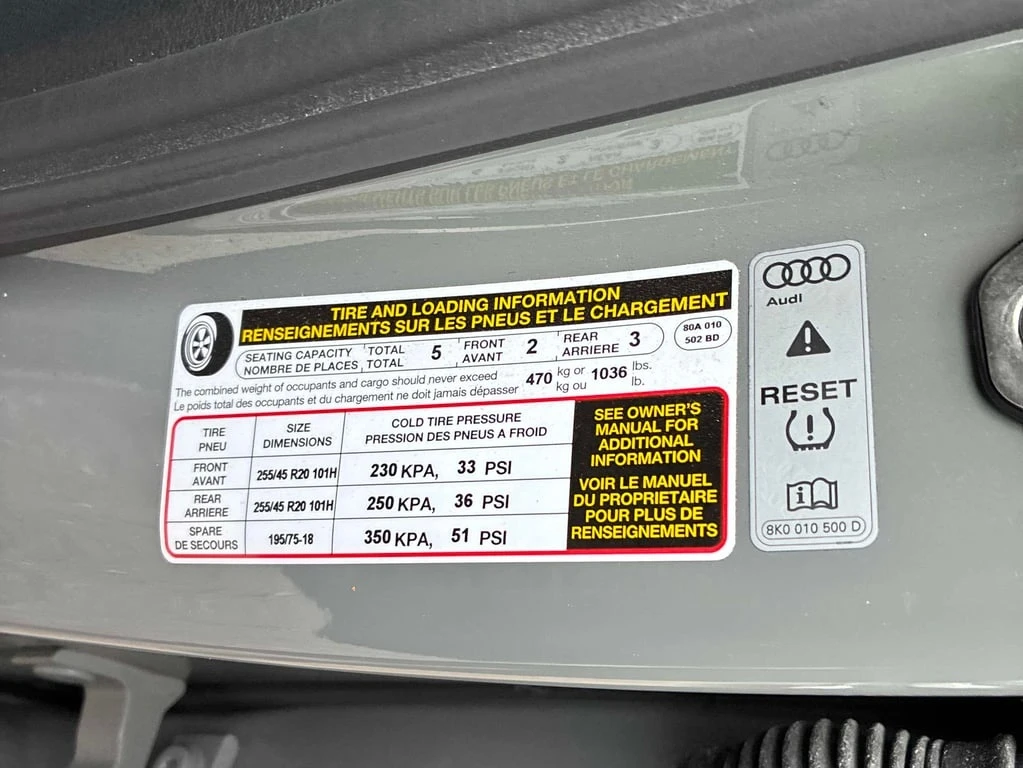 TIRE AND LOADING INFORMATION
RENSEIGNEMENTS SUR LES PNEUS ET LE CHARGEMENT
SEATING CAPACITY TOTAL 5 FRONT 2 REAR 3
NOMBRE DE PLACES TOTAL AVANT ARRIERE
80A 010
502 BD
The combined weight of occupants and cargo should never exceed 470 kg or 1036 lbs.
Le poids total des occupants et du chargement ne doit jamais dépasser kg ou lb.
TIRE SIZE COLD TIRE PRESSURE
PNEU DIMENSIONS PRESSION DES PNEUS A FROID
FRONT
AVANT 255/45 R20 101H 230 KPA, 33 PSI
REAR
ARRIERE 255/45 R20 101H 250 KPA, 36 PSI
SPARE
DE SECOURS 195/75-18 350 KPA, 51 PSI
SEE OWNER'S
MANUAL FOR
ADDITIONAL
INFORMATION
VOIR LE MANUEL
DU PROPRIETAIRE
POUR PLUS DE
RENSEIGNEMENTS
Audi
RESET
8K0 010 500 D